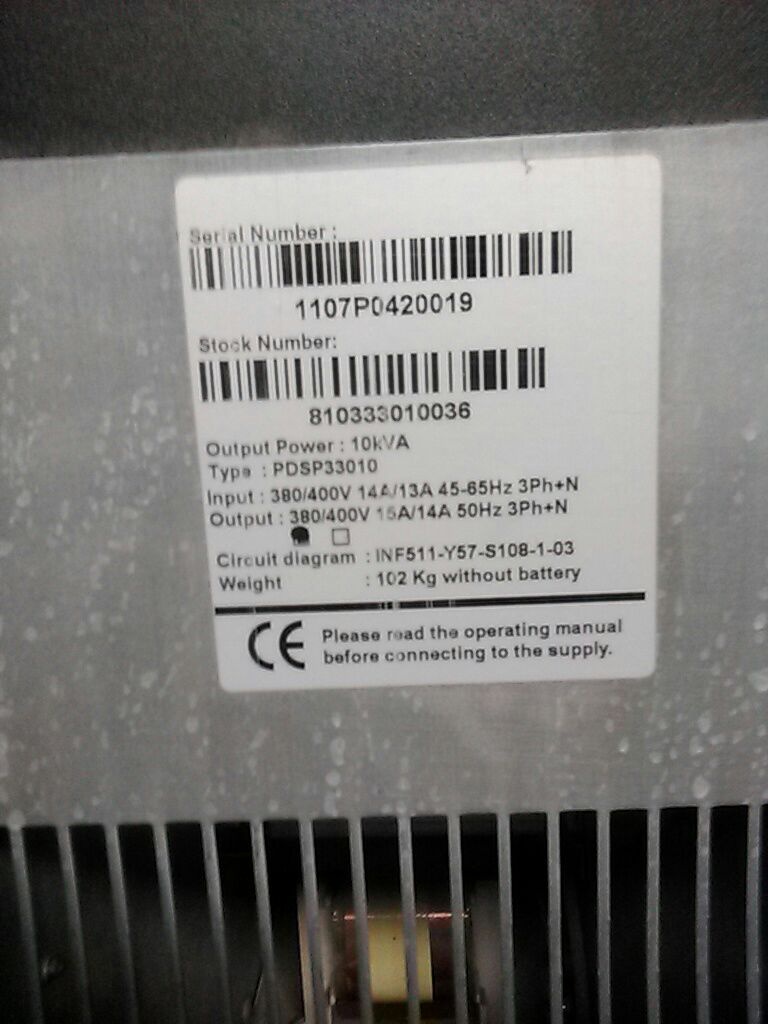 Serial Number :
1107P0420019
Stock Number:
810333010036
Output Power : 10kVA
Type : PDSP33010
Input : 380/400V 14A/13A 45-65Hz 3Ph+N
Output : 380/400V 15A/14A 50Hz 3Ph+N
Circuit diagram : INF511-Y57-S108-1-03
Weight : 102 Kg without battery
CE Please read the operating manual
before connecting to the supply.